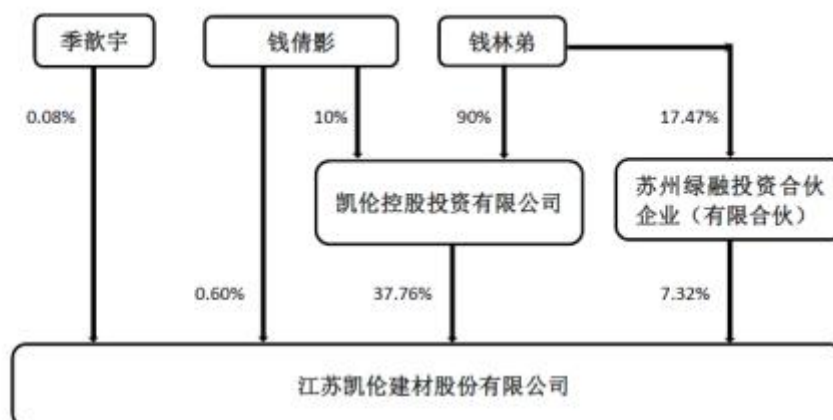 季歆宇
钱倩影
钱林弟
0.08%
10%
90%
17.47%
凯伦控股投资有限公司
苏州绿融投资合伙
企业（有限合伙）
0.60%
37.76%
7.32%
江苏凯伦建材股份有限公司